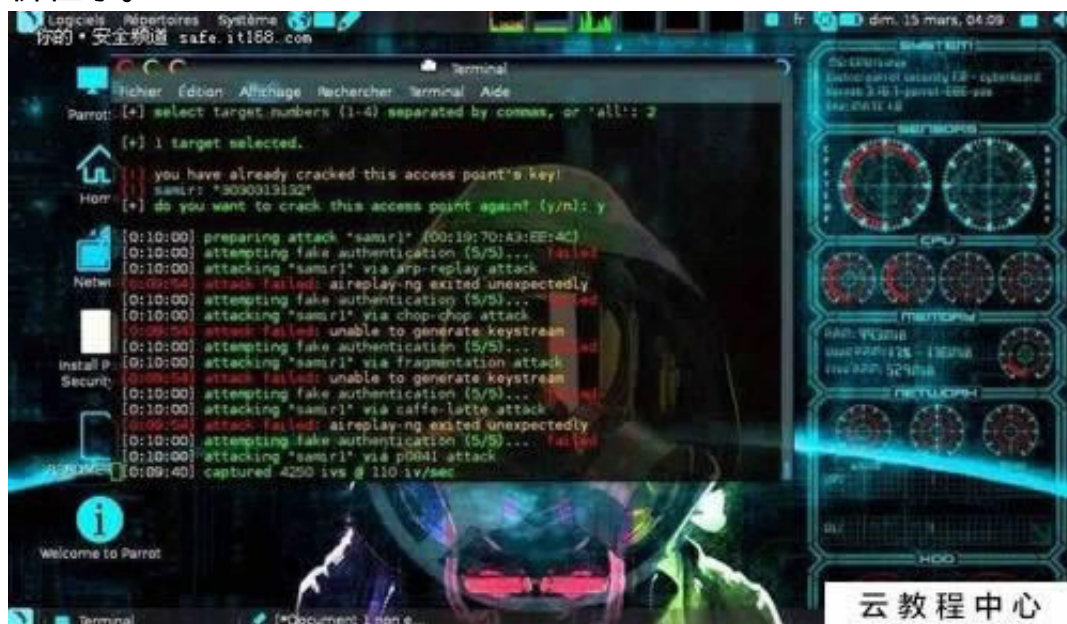 Logiciels Répertoires Système
fr dim. 15 mars, 04:09
你的·安全频道 safe.it168.com
Terminal
Fichier Édition Affichage Rechercher Terminal Aide
[+] select target numbers (1-4) separated by commas, or 'all': 2
[+] 1 target selected.
[!] you have already cracked this access point's key!
[!] samir: "3030313132"
[+] do you want to crack this access point again? (y/n): y
[0:10:00] preparing attack "samir1" (00:19:70:A3:EE:4C)
[0:10:00] attempting fake authentication (5/5)... failed
[0:10:00] attacking "samir1" via arp-replay attack
[0:09:54] attack failed: aireplay-ng exited unexpectedly
[0:10:00] attempting fake authentication (5/5)... failed
[0:10:00] attacking "samir1" via chop-chop attack
[0:09:54] attack failed: unable to generate keystream
[0:10:00] attempting fake authentication (5/5)... failed
[0:10:00] attacking "samir1" via fragmentation attack
[0:09:54] attack failed: unable to generate keystream
[0:10:00] attempting fake authentication (5/5)... failed
[0:10:00] attacking "samir1" via caffe-latte attack
[0:09:54] attack failed: aireplay-ng exited unexpectedly
[0:10:00] attempting fake authentication (5/5)... failed
[0:10:00] attacking "samir1" via p0841 attack
[0:09:40] captured 4250 ivs @ 110 iv/sec
Parrot
Hom
Netw
Install P
Security
Welcome to Parrot
SYSTEM
SENSORS
CPU
MEMORY
NETWORK
HDD
Terminal
[*Document 1 non e...
云教程中心